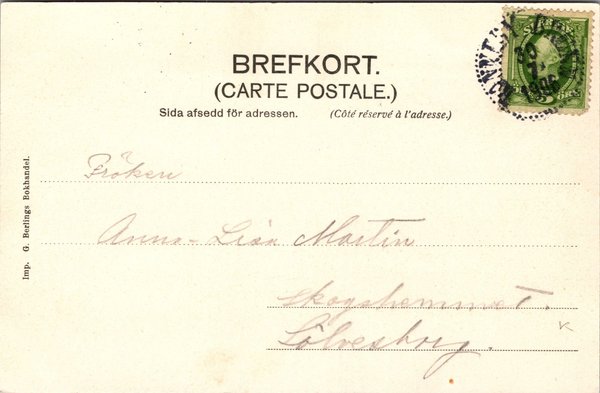 BREFKORT.
(CARTE POSTALE.)
Sida afsedd för adressen. (Côté réservé à l'adresse.)
Fröken
Anna-Lisa Martin
Skogshemmet.
Sölvesborg.
Imp. G. Berlings Bokhandel.